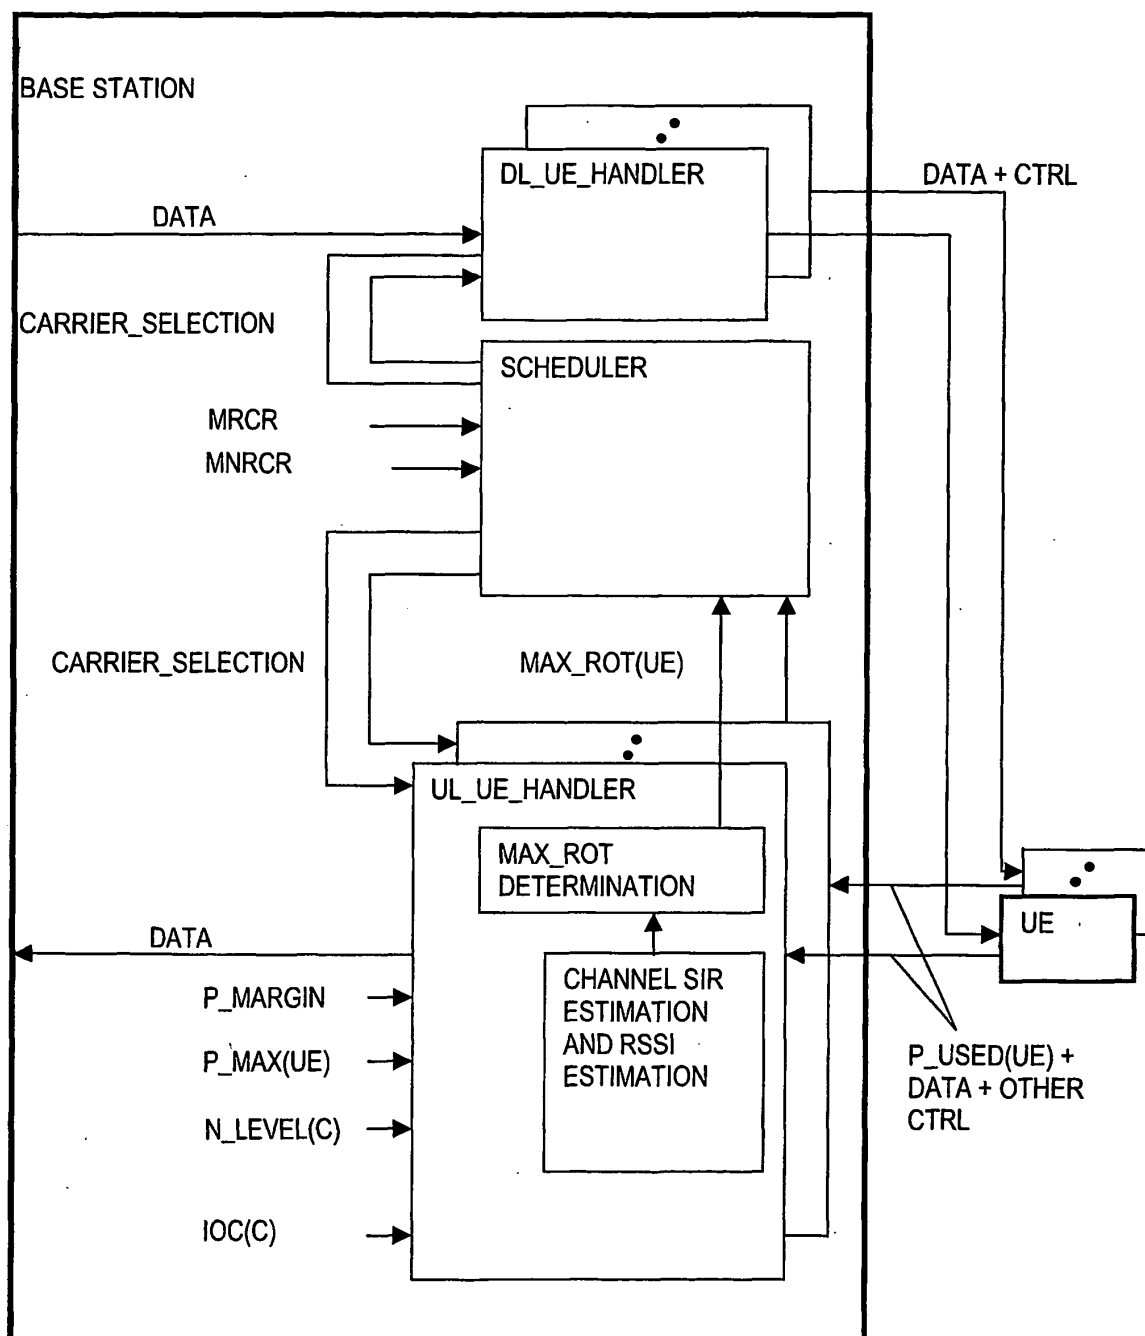 BASE STATION
DL_UE_HANDLER
DATA + CTRL
DATA
CARRIER_SELECTION
SCHEDULER
MRCR
MNRCR
CARRIER_SELECTION
MAX_ROT(UE)
UL_UE_HANDLER
MAX_ROT
DETERMINATION
UE
DATA
CHANNEL SIR
ESTIMATION
AND RSSI
ESTIMATION
P_MARGIN
P_MAX(UE)
N_LEVEL(C)
IOC(C)
P_USED(UE) +
DATA + OTHER
CTRL